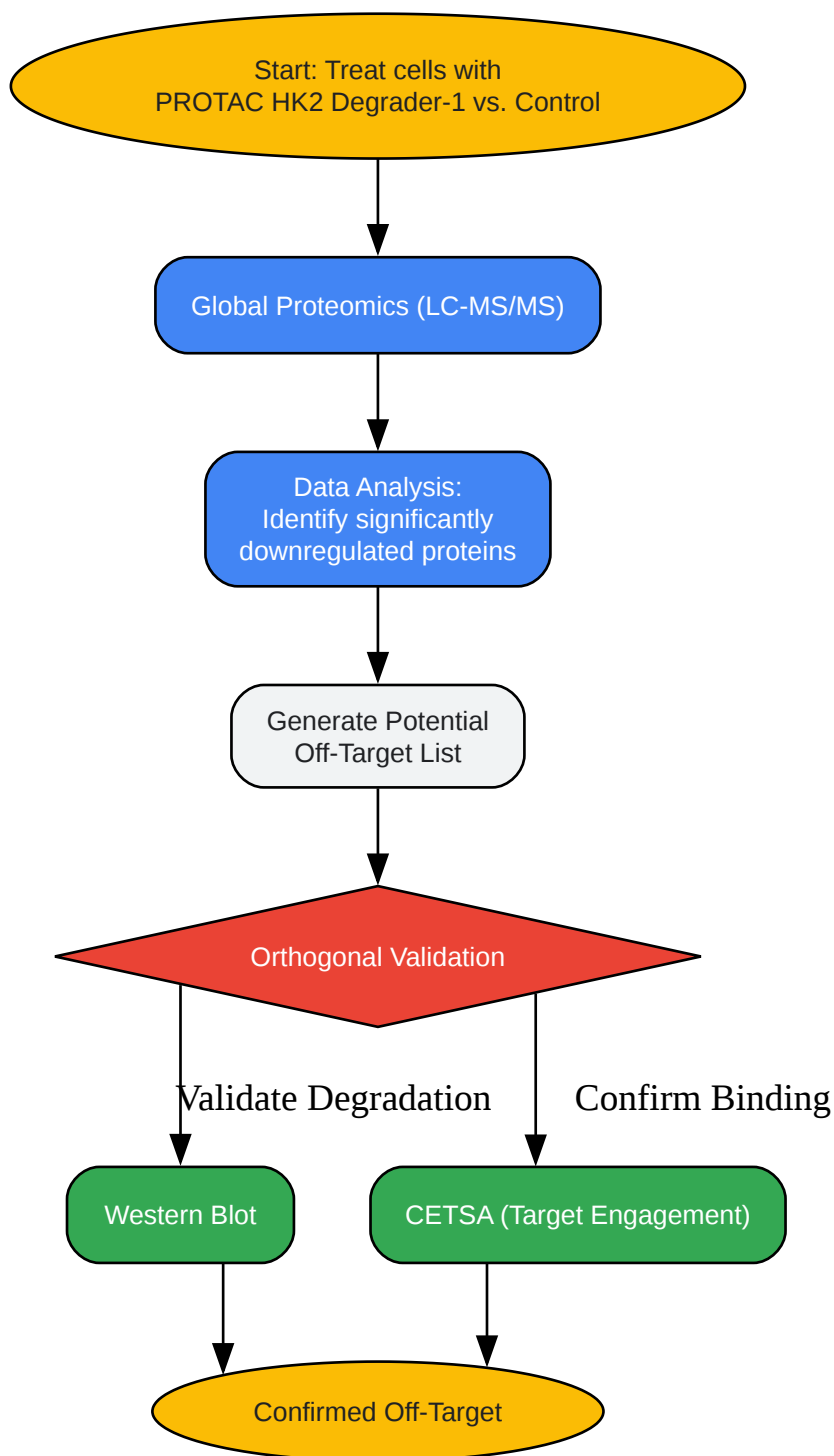 Start: Treat cells with
PROTAC HK2 Degrader-1 vs. Control
Global Proteomics (LC-MS/MS)
Data Analysis:
Identify significantly
downregulated proteins
Generate Potential
Off-Target List
Orthogonal Validation
Validate Degradation
Confirm Binding
Western Blot
CETSA (Target Engagement)
Confirmed Off-Target